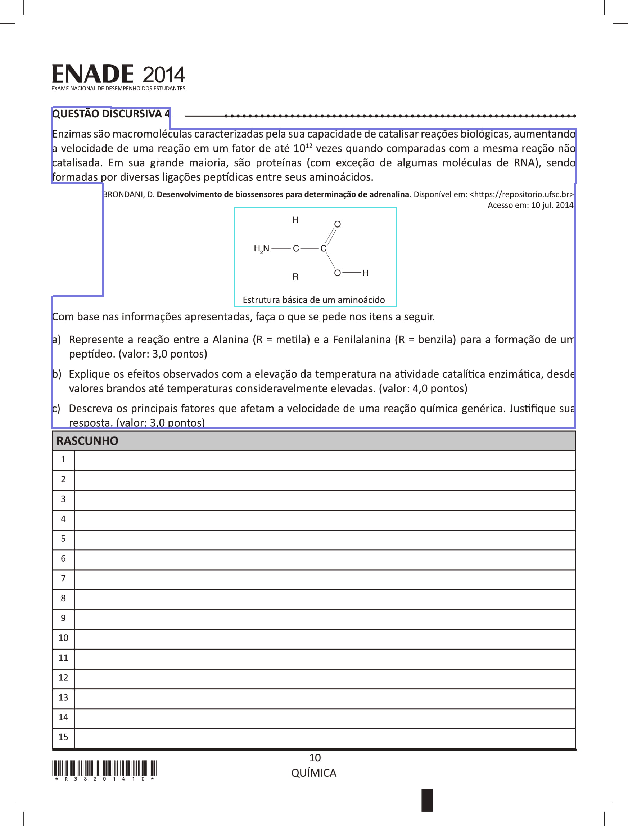 ENADE 2014
EXAME NACIONAL DE DESEMPENHO DOS ESTUDANTES
QUESTÃO DISCURSIVA 4
Enzimas são macromoléculas caracterizadas pela sua capacidade de catalisar reações biológicas, aumentando
a velocidade de uma reação em um fator de até 10¹² vezes quando comparadas com a mesma reação não
catalisada. Em sua grande maioria, são proteínas (com exceção de algumas moléculas de RNA), sendo
formadas por diversas ligações peptídicas entre seus aminoácidos.
BRONDANI, D. Desenvolvimento de biossensores para determinação de adrenalina. Disponível em: <https://repositorio.ufsc.br>
Acesso em: 10 jul. 2014
H
O
H₂N C C
R
O H
Estrutura básica de um aminoácido
Com base nas informações apresentadas, faça o que se pede nos itens a seguir.
a) Represente a reação entre a Alanina (R = metila) e a Fenilalanina (R = benzila) para a formação de um
peptídeo. (valor: 3,0 pontos)
b) Explique os efeitos observados com a elevação da temperatura na atividade catalítica enzimática, desde
valores brandos até temperaturas consideravelmente elevadas. (valor: 4,0 pontos)
c) Descreva os principais fatores que afetam a velocidade de uma reação química genérica. Justifique sua
resposta. (valor: 3,0 pontos)
RASCUNHO
1
2
3
4
5
6
7
8
9
10
11
12
13
14
15
10
QUÍMICA
*R38201410*